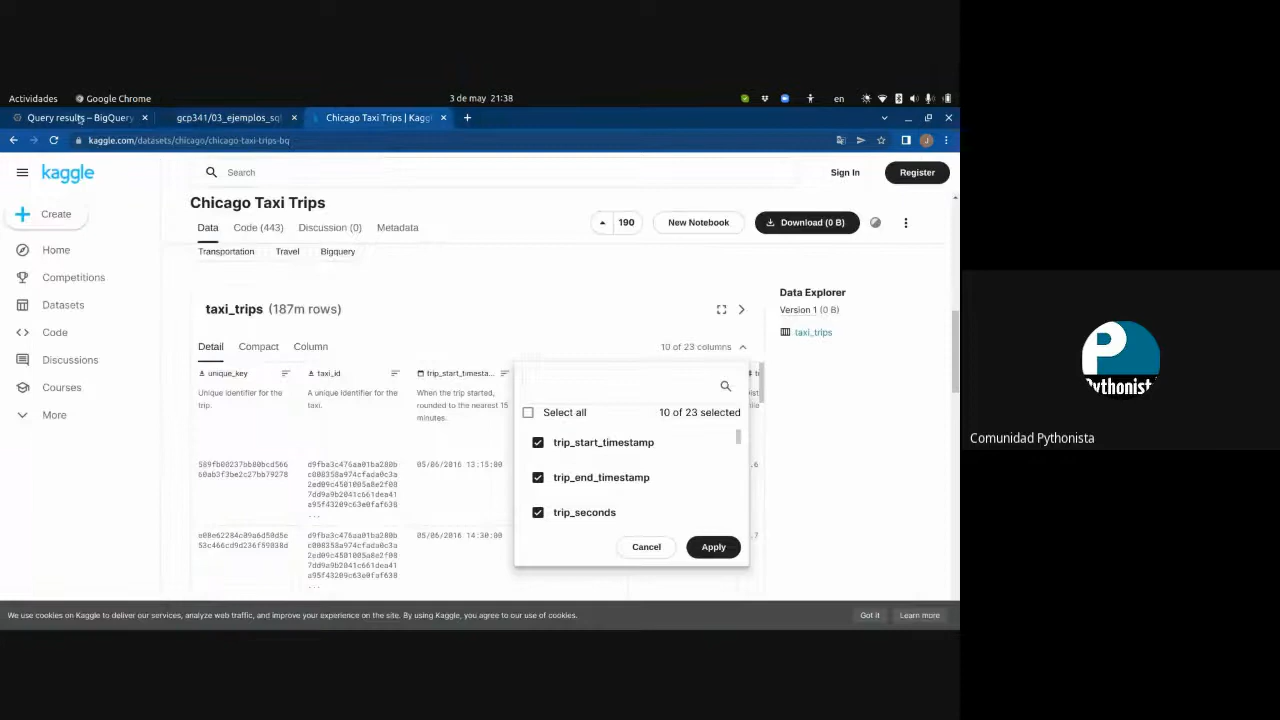 Actividades Google Chrome 3 de may 21:38 en
Query results – BigQuery gcp341/03_ejemplos_sql Chicago Taxi Trips | Kaggl
kaggle.com/datasets/chicago/chicago-taxi-trips-bq
kaggle Search Sign In Register
Create
Home
Competitions
Datasets
Code
Discussions
Courses
More
Chicago Taxi Trips
190 New Notebook Download (0 B)
Data Code (443) Discussion (0) Metadata
Transportation Travel Bigquery
taxi_trips (187m rows)
Detail Compact Column 10 of 23 columns
unique_key taxi_id trip_start_timesta...
Unique identifier for the
trip.
A unique identifier for the
taxi.
When the trip started,
rounded to the nearest 15
minutes.
05/06/2016 13:15:00
05/06/2016 14:30:00
Select all 10 of 23 selected
trip_start_timestamp
trip_end_timestamp
trip_seconds
Cancel Apply
Data Explorer
Version 1 (0 B)
taxi_trips
We use cookies on Kaggle to deliver our services, analyze web traffic, and improve your experience on the site. By using Kaggle, you agree to our use of cookies.
Got it Learn more
P
Pythonist
Comunidad Pythonista